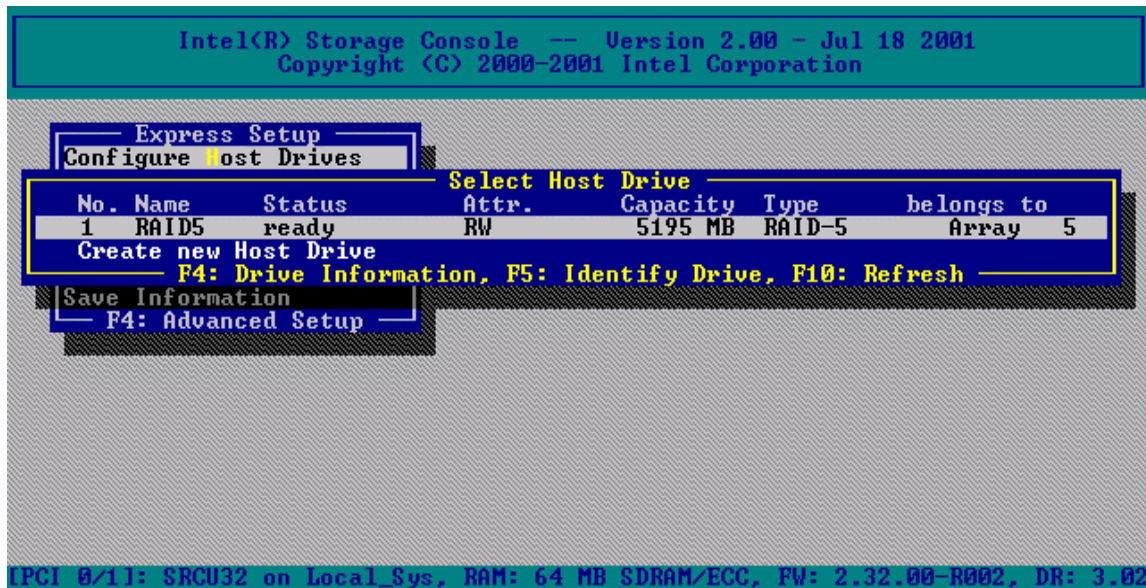 Intel(R) Storage Console -- Version 2.00 - Jul 18 2001
Copyright (C) 2000-2001 Intel Corporation
Express Setup
Configure Host Drives
Select Host Drive
No. Name Status Attr. Capacity Type belongs to
1 RAID5 ready RW 5195 MB RAID-5 Array 5
Create new Host Drive
F4: Drive Information, F5: Identify Drive, F10: Refresh
Save Information
F4: Advanced Setup
[PCI 0/1]: SRCU32 on Local_Sys, RAM: 64 MB SDRAM/ECC, FW: 2.32.00-R002, DR: 3.02